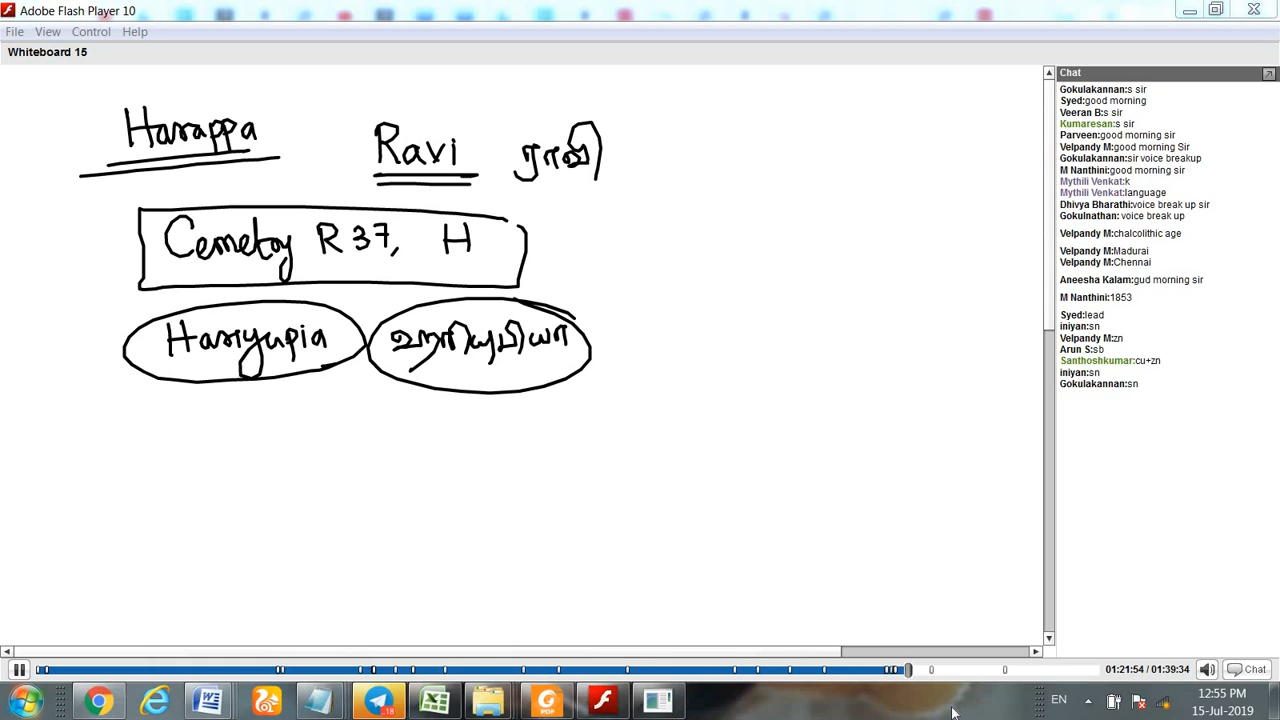 Adobe Flash Player 10
File View Control Help
Whiteboard 15
Harappa Ravi ராவி
Cemetry R 37, H
Hariyupia ஹரியுபியா
Chat
Gokulakannan:s sir
Syed:good morning
Veeran B:s sir
Kumaresan:s sir
Parveen:good morning sir
Velpandy M:good morning Sir
Gokulakannan:sir voice breakup
M Nanthini:good morning sir
Mythili Venkat:k
Mythili Venkat:language
Dhivya Bharathi:voice break up sir
Gokulnathan: voice break up
Velpandy M:chalcolithic age
Velpandy M:Madurai
Velpandy M:Chennai
Aneesha Kalam:gud morning sir
M Nanthini:1853
Syed:lead
iniyan:sn
Velpandy M:zn
Arun S:sb
Santhoshkumar:cu+zn
iniyan:sn
Gokulakannan:sn
01:21:54 / 01:39:34 Chat
18
PDF
EN
12:55 PM
15-Jul-2019